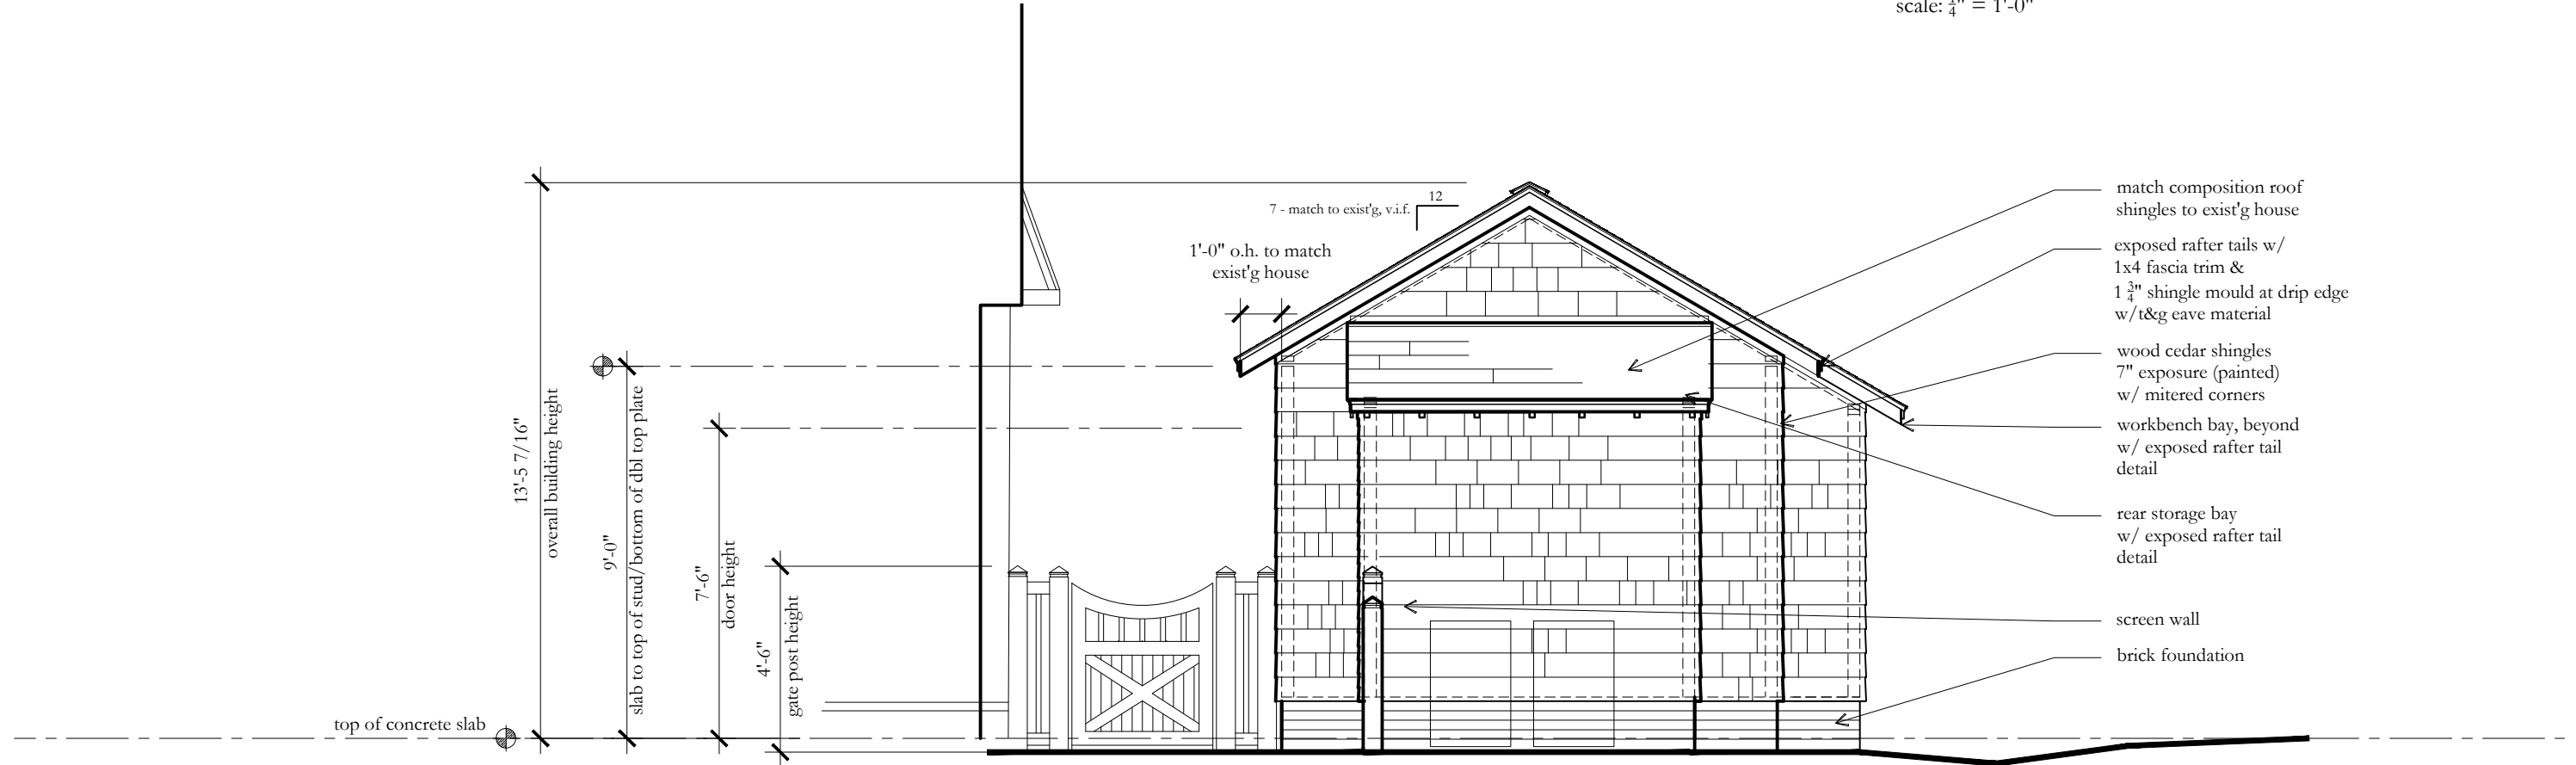 scale: 1/4" = 1'-0"
12
7 - match to exist'g, v.i.f.
1'-0" o.h. to match
exist'g house
13'-5 7/16"
overall building height
9'-0"
slab to top of stud/bottom of dbl top plate
7'-6"
door height
4'-6"
gate post height
top of concrete slab
match composition roof
shingles to exist'g house
exposed rafter tails w/
1x4 fascia trim &
1 3/4" shingle mould at drip edge
w/t&g eave material
wood cedar shingles
7" exposure (painted)
w/ mitered corners
workbench bay, beyond
w/ exposed rafter tail
detail
rear storage bay
w/ exposed rafter tail
detail
screen wall
brick foundation